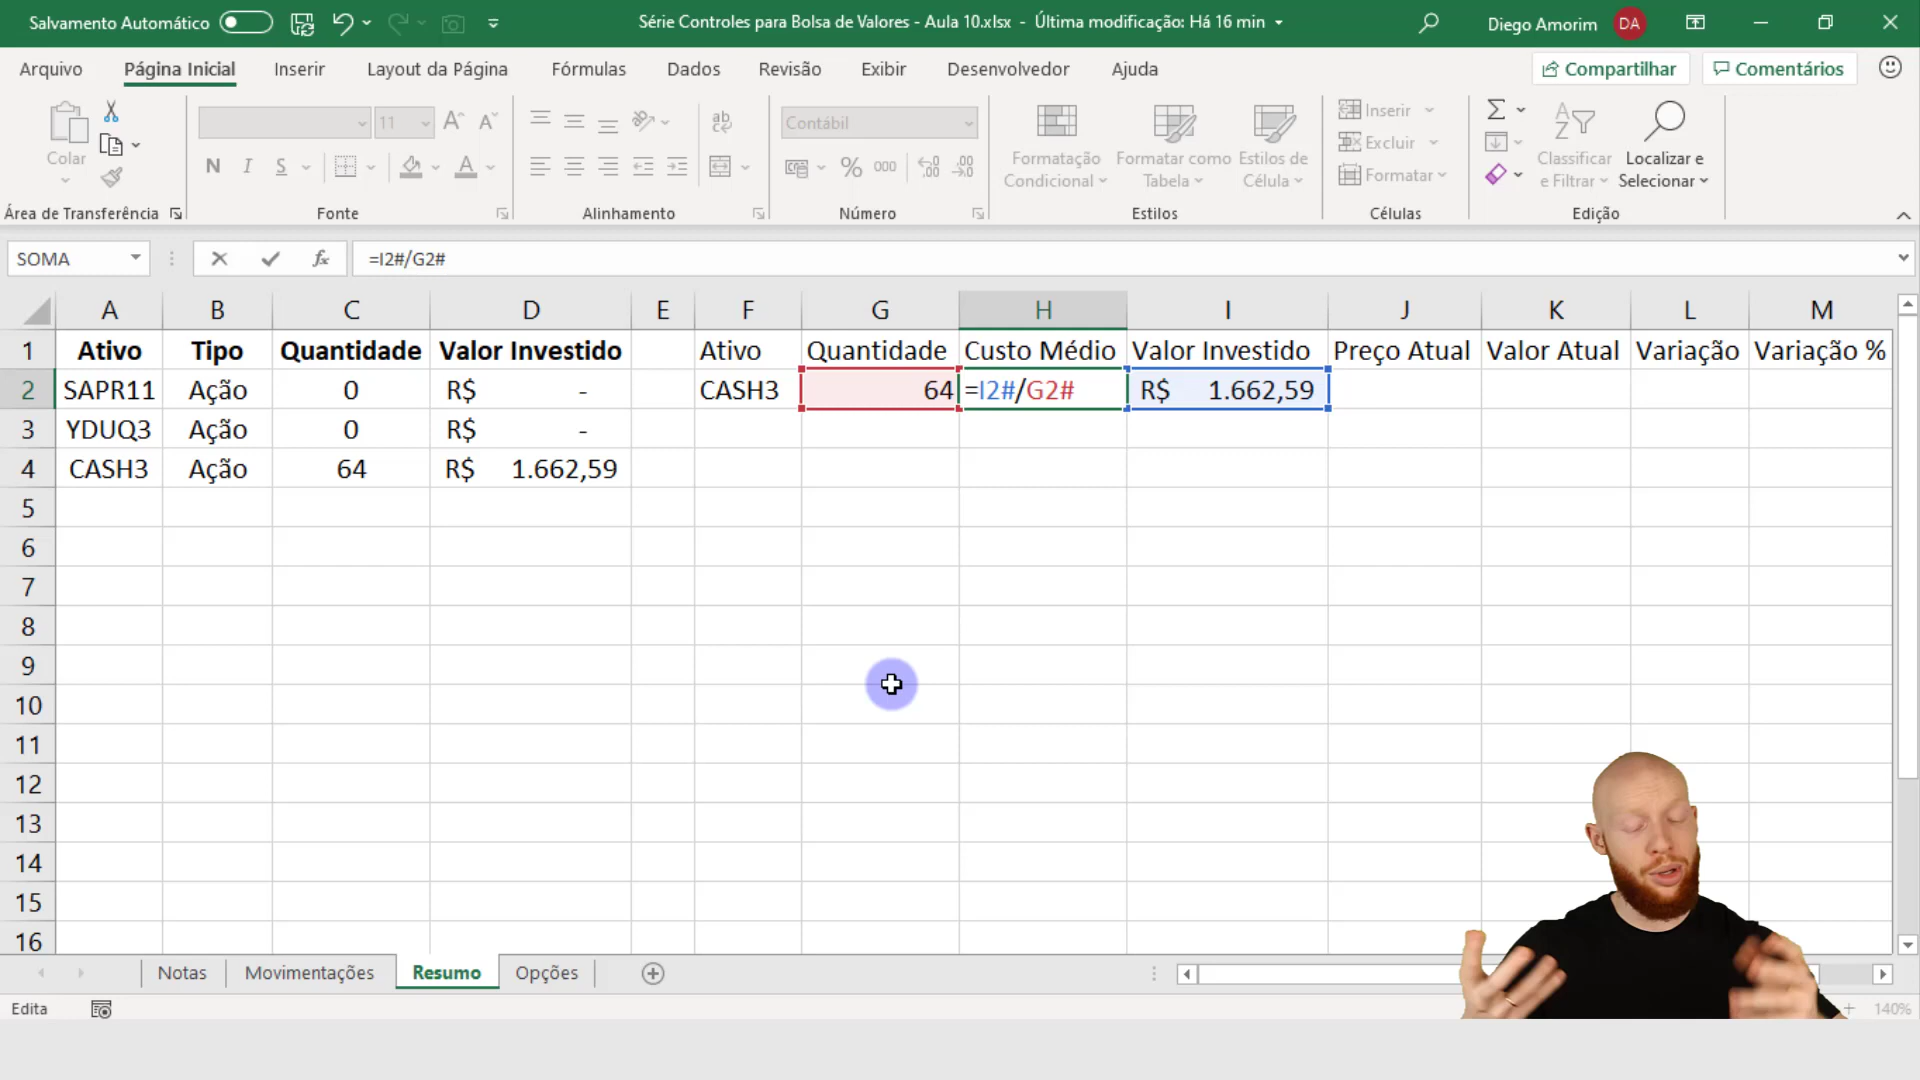 Salvamento Automático
Série Controles para Bolsa de Valores - Aula 10.xlsx - Última modificação: Há 16 min
Diego Amorim
DA
Arquivo Página Inicial Inserir Layout da Página Fórmulas Dados Revisão Exibir Desenvolvedor Ajuda
Compartilhar
Comentários
Colar
Área de Transferência
11
N I S
Fonte
ab
Alinhamento
Contábil
% 000
Número
Formatação
Condicional
Formatar como
Tabela
Estilos de
Célula
Estilos
Inserir
Excluir
Formatar
Células
Classificar
e Filtrar
Localizar e
Selecionar
Edição
SOMA
fx
=I2#/G2#
A B C D E F G H I J K L M
1 Ativo Tipo Quantidade Valor Investido Ativo Quantidade Custo Médio Valor Investido Preço Atual Valor Atual Variação Variação %
2 SAPR11 Ação 0 R$ - CASH3 64 =I2#/G2# R$ 1.662,59
3 YDUQ3 Ação 0 R$ -
4 CASH3 Ação 64 R$ 1.662,59
5
6
7
8
9
10
11
12
13
14
15
16
Notas Movimentações Resumo Opções
Edita
140%